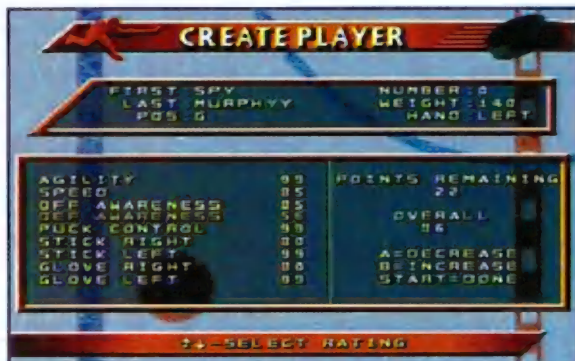 CREATE PLAYER
FIRST:SPY NUMBER:0
LAST:MURPHYY WEIGHT:140
POS:G HAND:LEFT
AGILITY 99
SPEED 85
OFF AWARENESS 85
DEF AWARENESS 56
PUCK CONTROL 99
STICK RIGHT 80
STICK LEFT 99
GLOVE RIGHT 80
GLOVE LEFT 99
POINTS REMAINING
22
OVERALL
86
A=DECREASE
B=INCREASE
START=DONE
↑↓-SELECT RATING